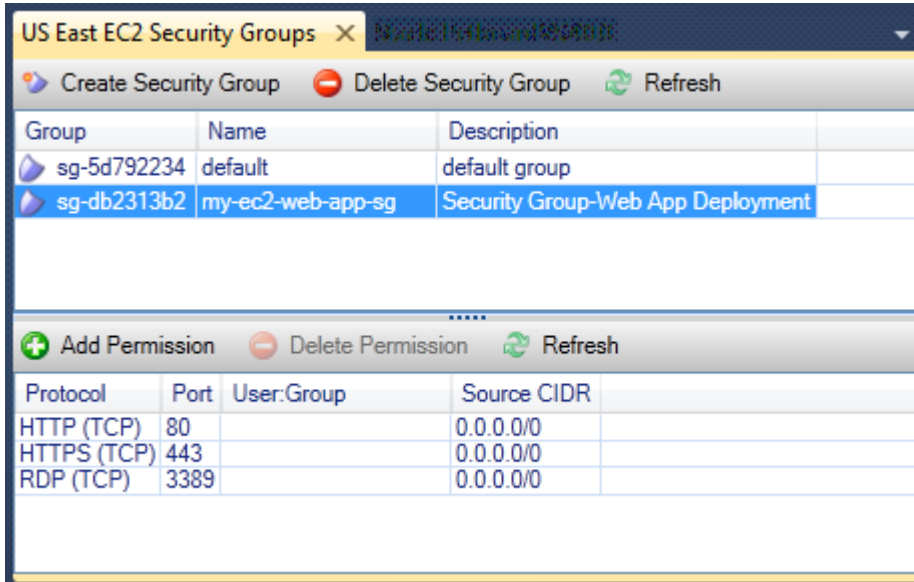 US East EC2 Security Groups
Create Security Group Delete Security Group Refresh
Group Name Description
sg-5d792234 default default group
sg-db2313b2 my-ec2-web-app-sg Security Group-Web App Deployment
Add Permission Delete Permission Refresh
Protocol Port User:Group Source CIDR
HTTP (TCP) 80 0.0.0.0/0
HTTPS (TCP) 443 0.0.0.0/0
RDP (TCP) 3389 0.0.0.0/0